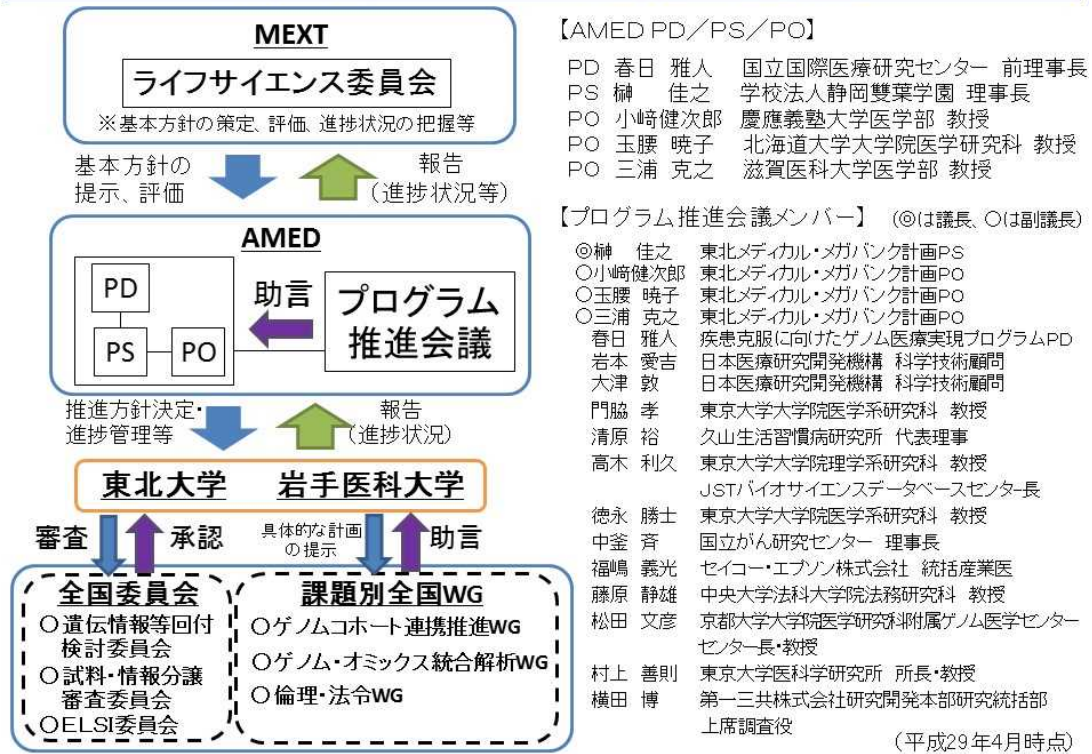 MEXT
ライフサイエンス委員会
※基本方針の策定、評価、進捗状況の把握等
基本方針の
提示、評価
報告
(進捗状況等)
AMED
PD
PS
PO
助言
プログラム
推進会議
推進方針決定・
進捗管理等
報告
(進捗状況)
東北大学
岩手医科大学
審査
承認
具体的な計画
の提示
助言
全国委員会
○遺伝情報等回付
検討委員会
○試料・情報分譲
審査委員会
○ELSI委員会
課題別全国WG
○ゲノムコホート連携推進WG
○ゲノム・オミックス統合解析WG
○倫理・法令WG
【AMED PD/PS/PO】
PD 春日 雅人 国立国際医療研究センター 前理事長
PS 榊 佳之 学校法人静岡雙葉学園 理事長
PO 小﨑健次郎 慶應義塾大学医学部 教授
PO 玉腰 暁子 北海道大学大学院医学研究科 教授
PO 三浦 克之 滋賀医科大学医学部 教授
【プログラム推進会議メンバー】 (◎は議長、○は副議長)
◎榊 佳之 東北メディカル・メガバンク計画PS
○小﨑健次郎 東北メディカル・メガバンク計画PO
○玉腰 暁子 東北メディカル・メガバンク計画PO
○三浦 克之 東北メディカル・メガバンク計画PO
春日 雅人 疾患克服に向けたゲノム医療実現プログラムPD
岩本 愛吉 日本医療研究開発機構 科学技術顧問
大津 敦 日本医療研究開発機構 科学技術顧問
門脇 孝 東京大学大学院医学系研究科 教授
清原 裕 久山生活習慣病研究所 代表理事
高木 利久 東京大学大学院理学系研究科 教授
JSTバイオサイエンスデータベースセンター長
徳永 勝士 東京大学大学院医学系研究科 教授
中釜 斉 国立がん研究センター 理事長
福嶋 義光 セイコー・エプソン株式会社 統括産業医
藤原 静雄 中央大学法科大学院法務研究科 教授
松田 文彦 京都大学大学院医学研究科附属ゲノム医学センター
センター長・教授
村上 善則 東京大学医科学研究所 所長・教授
横田 博 第一三共株式会社研究開発本部研究統括部
上席調査役
(平成29年4月時点)